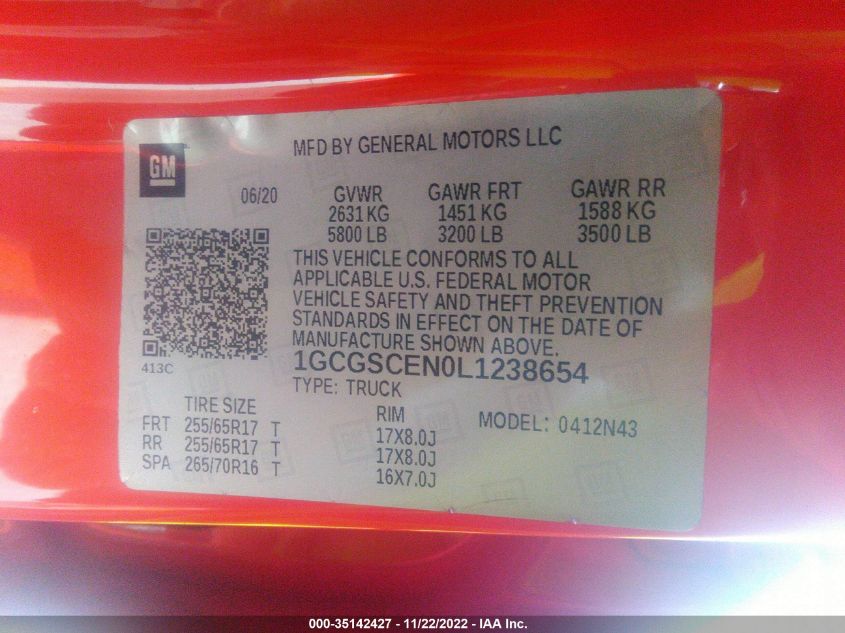 MFD BY GENERAL MOTORS LLC
GM
06/20 GVWR GAWR FRT GAWR RR
2631 KG 1451 KG 1588 KG
5800 LB 3200 LB 3500 LB
THIS VEHICLE CONFORMS TO ALL
APPLICABLE U.S. FEDERAL MOTOR
VEHICLE SAFETY AND THEFT PREVENTION
STANDARDS IN EFFECT ON THE DATE OF
MANUFACTURE SHOWN ABOVE.
413C
1GCGSCEN0L1238654
TYPE: TRUCK
TIRE SIZE RIM MODEL: 0412N43
FRT 255/65R17 T 17X8.0J
RR 255/65R17 T 17X8.0J
SPA 265/70R16 T 16X7.0J
000-35142427 - 11/22/2022 - IAA Inc.